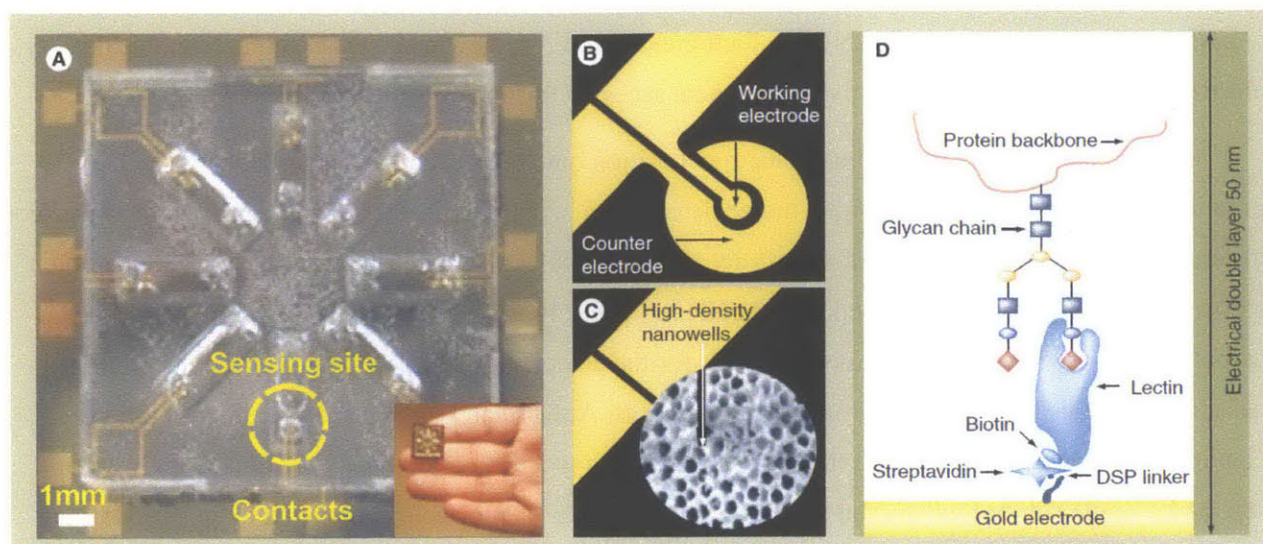 A
Sensing site
1mm
Contacts
B
Working
electrode
Counter
electrode
C
High-density
nanowells
D
Protein backbone
Glycan chain
Lectin
Biotin
Streptavidin
DSP linker
Gold electrode
Electrical double layer 50 nm